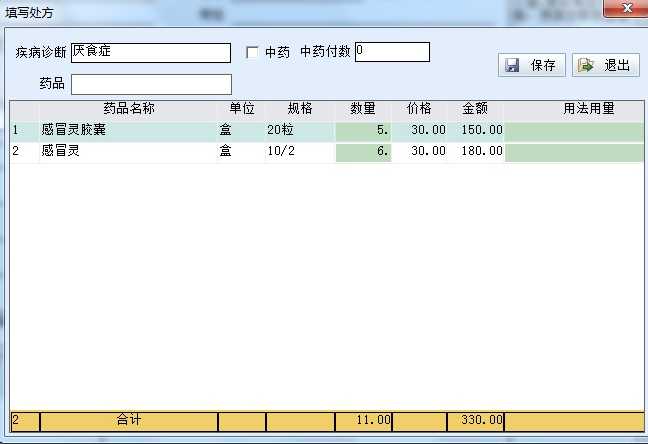 填写处方
疾病诊断 厌食症 中药 中药付数 0
保存 退出
药品
药品名称 单位 规格 数量 价格 金额 用法用量
1 感冒灵胶囊 盒 20粒 5. 30.00 150.00
2 感冒灵 盒 10/2 6. 30.00 180.00
2 合计 11.00 330.00